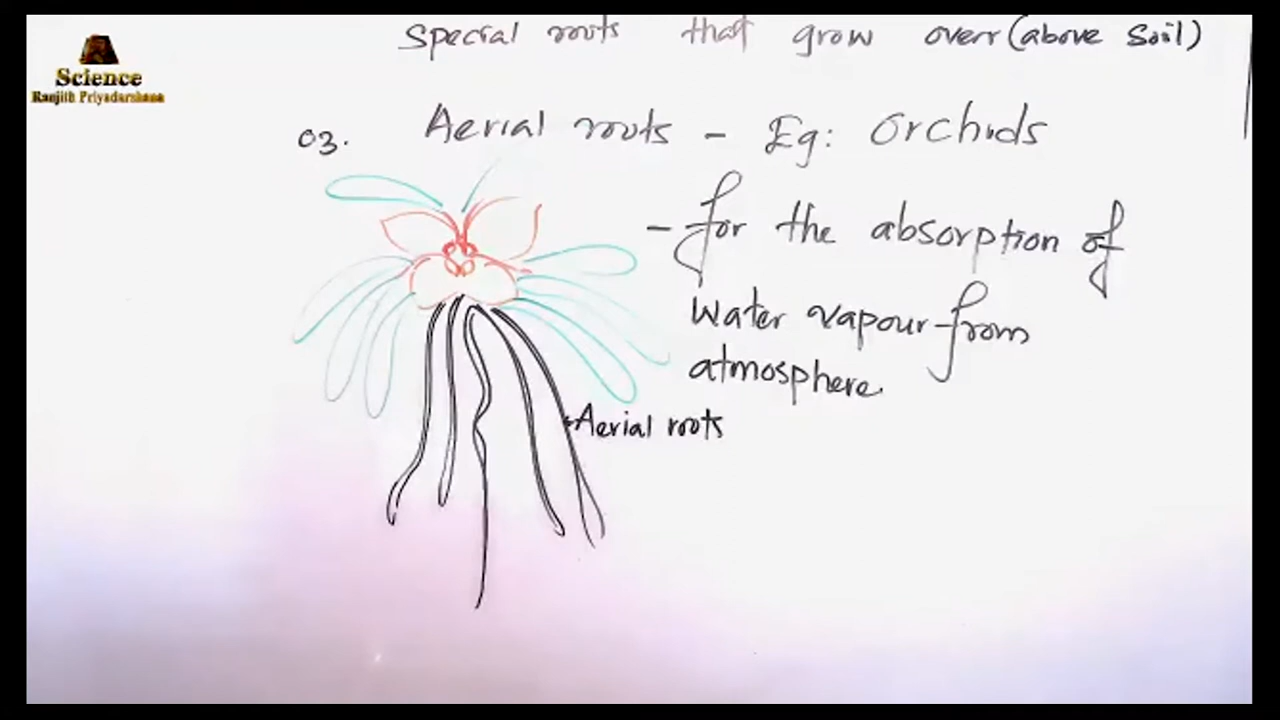 Special roots that grow overr (above Soil)
Science
Ranjith Priyadarshana
03. Aerial roots - Eg: Orchids
- for the absorption of
water vapour from
atmosphere.
Aerial roots